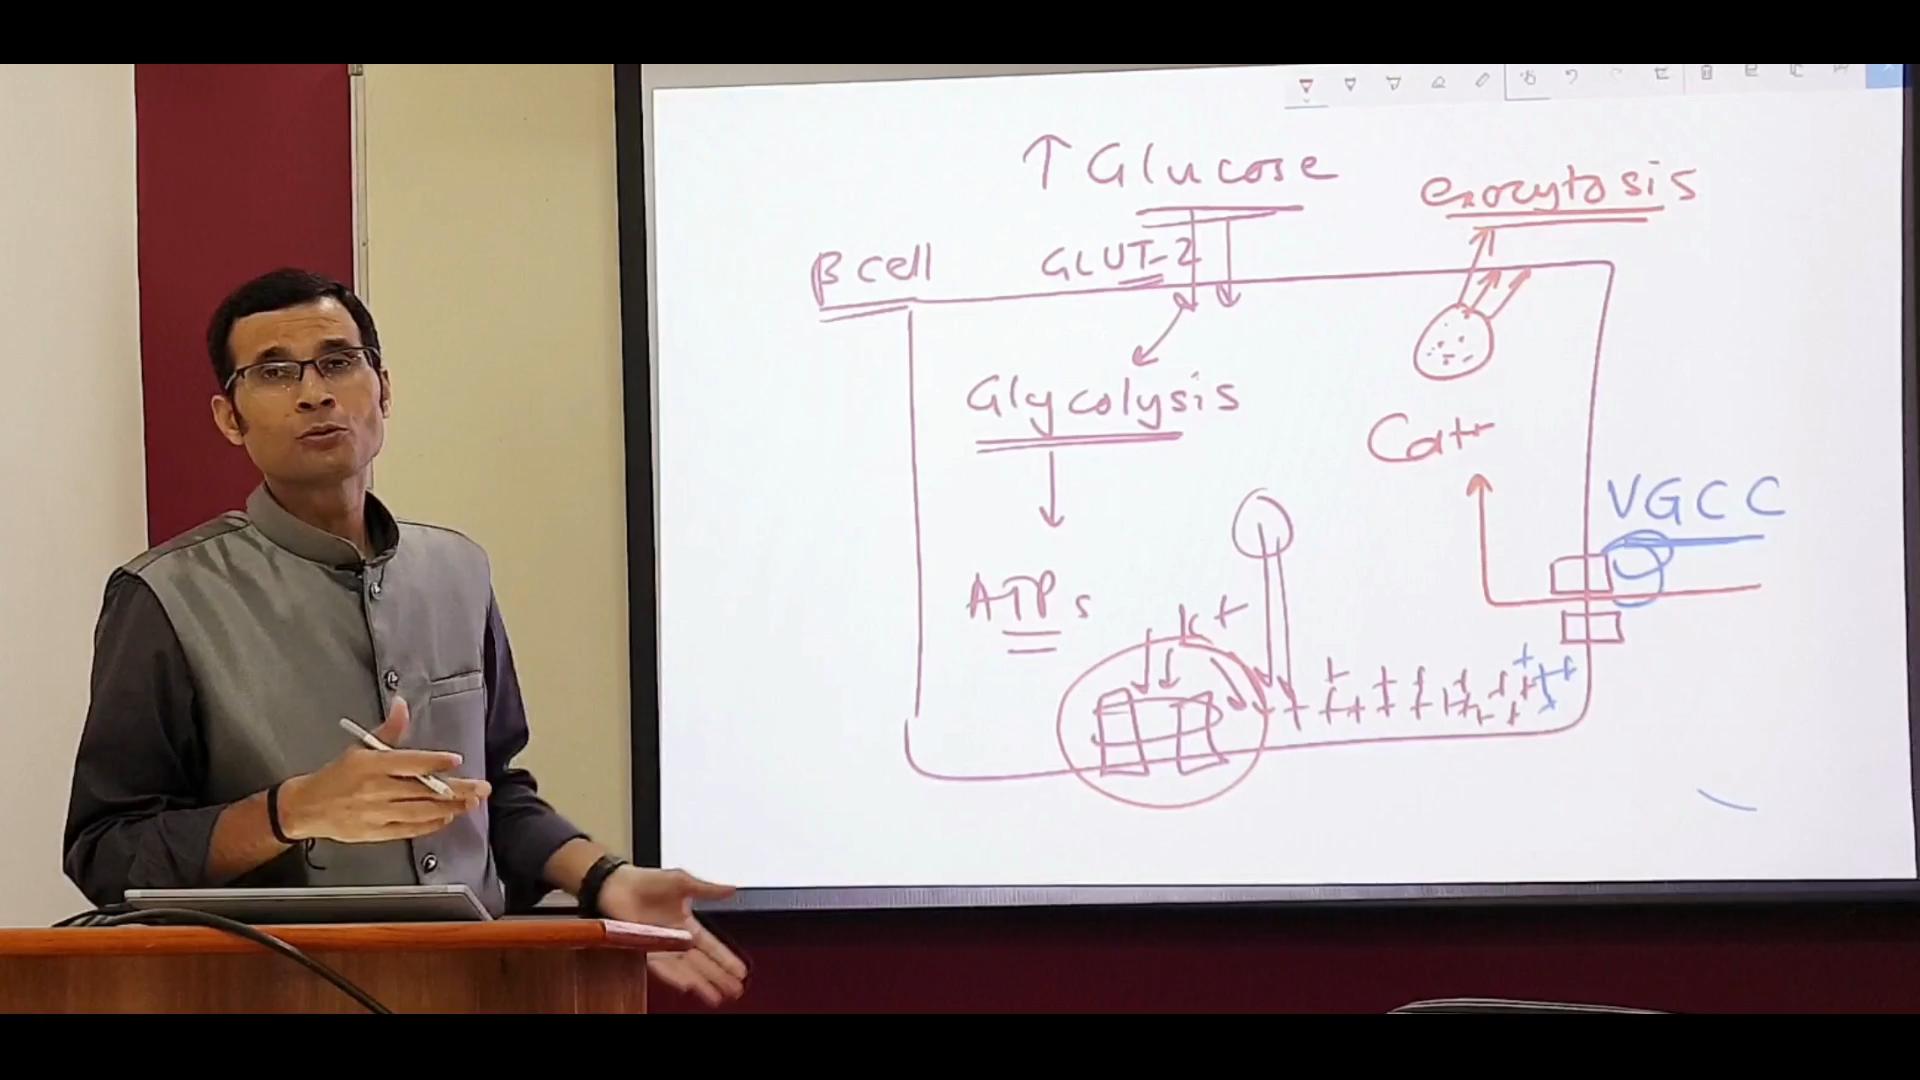 ↑ Glucose
exocytosis
β cell
GLUT-2
Glycolysis
Ca++
VGCC
ATPs
K+
+ + + + + + + + + + + + + + + +